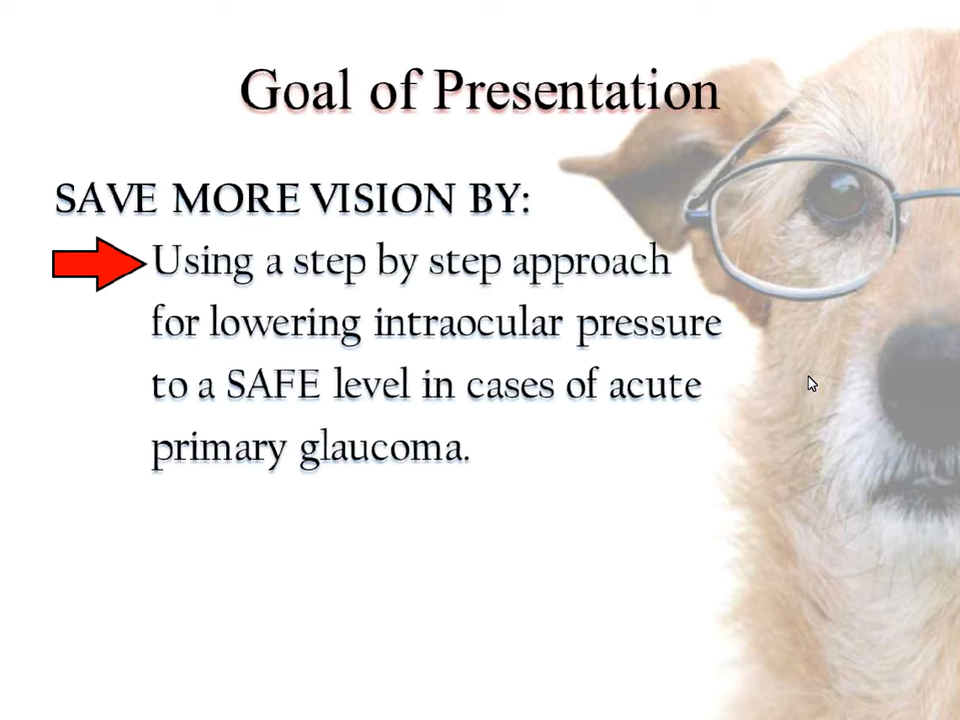 Goal of Presentation
SAVE MORE VISION BY:
Using a step by step approach
for lowering intraocular pressure
to a SAFE level in cases of acute
primary glaucoma.